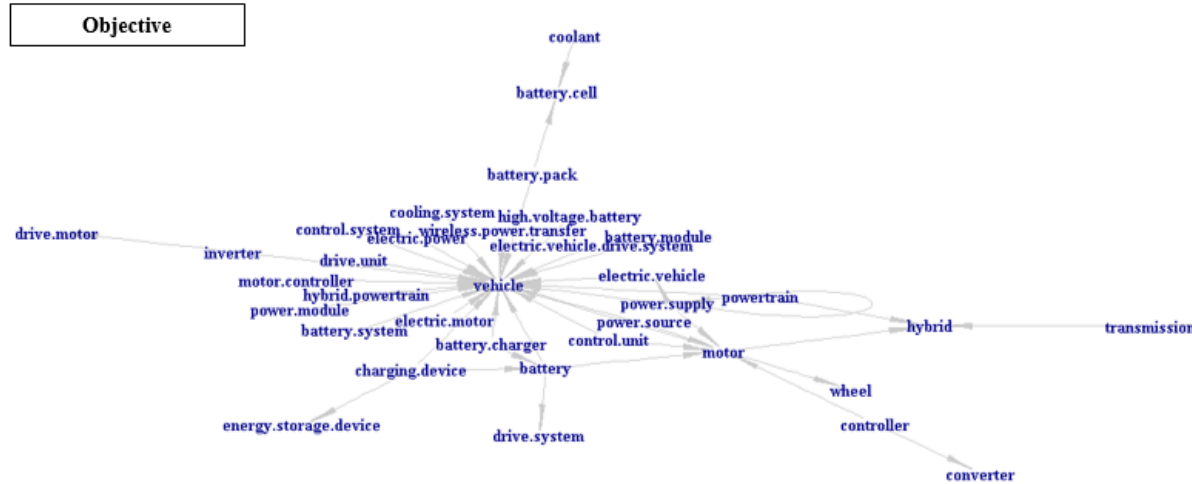 Objective
coolant
battery.cell
battery.pack
cooling.system
high.voltage.battery
control.system
wireless.power.transfer
drive.motor
electric.power
battery.module
electric.vehicle.drive.system
inverter
drive.unit
electric.vehicle
motor.controller
vehicle
hybrid.powertrain
powertrain
power.supply
power.module
power.source
electric.motor
hybrid
transmission
battery.system
control.unit
battery.charger
motor
charging.device
battery
wheel
energy.storage.device
controller
drive.system
converter